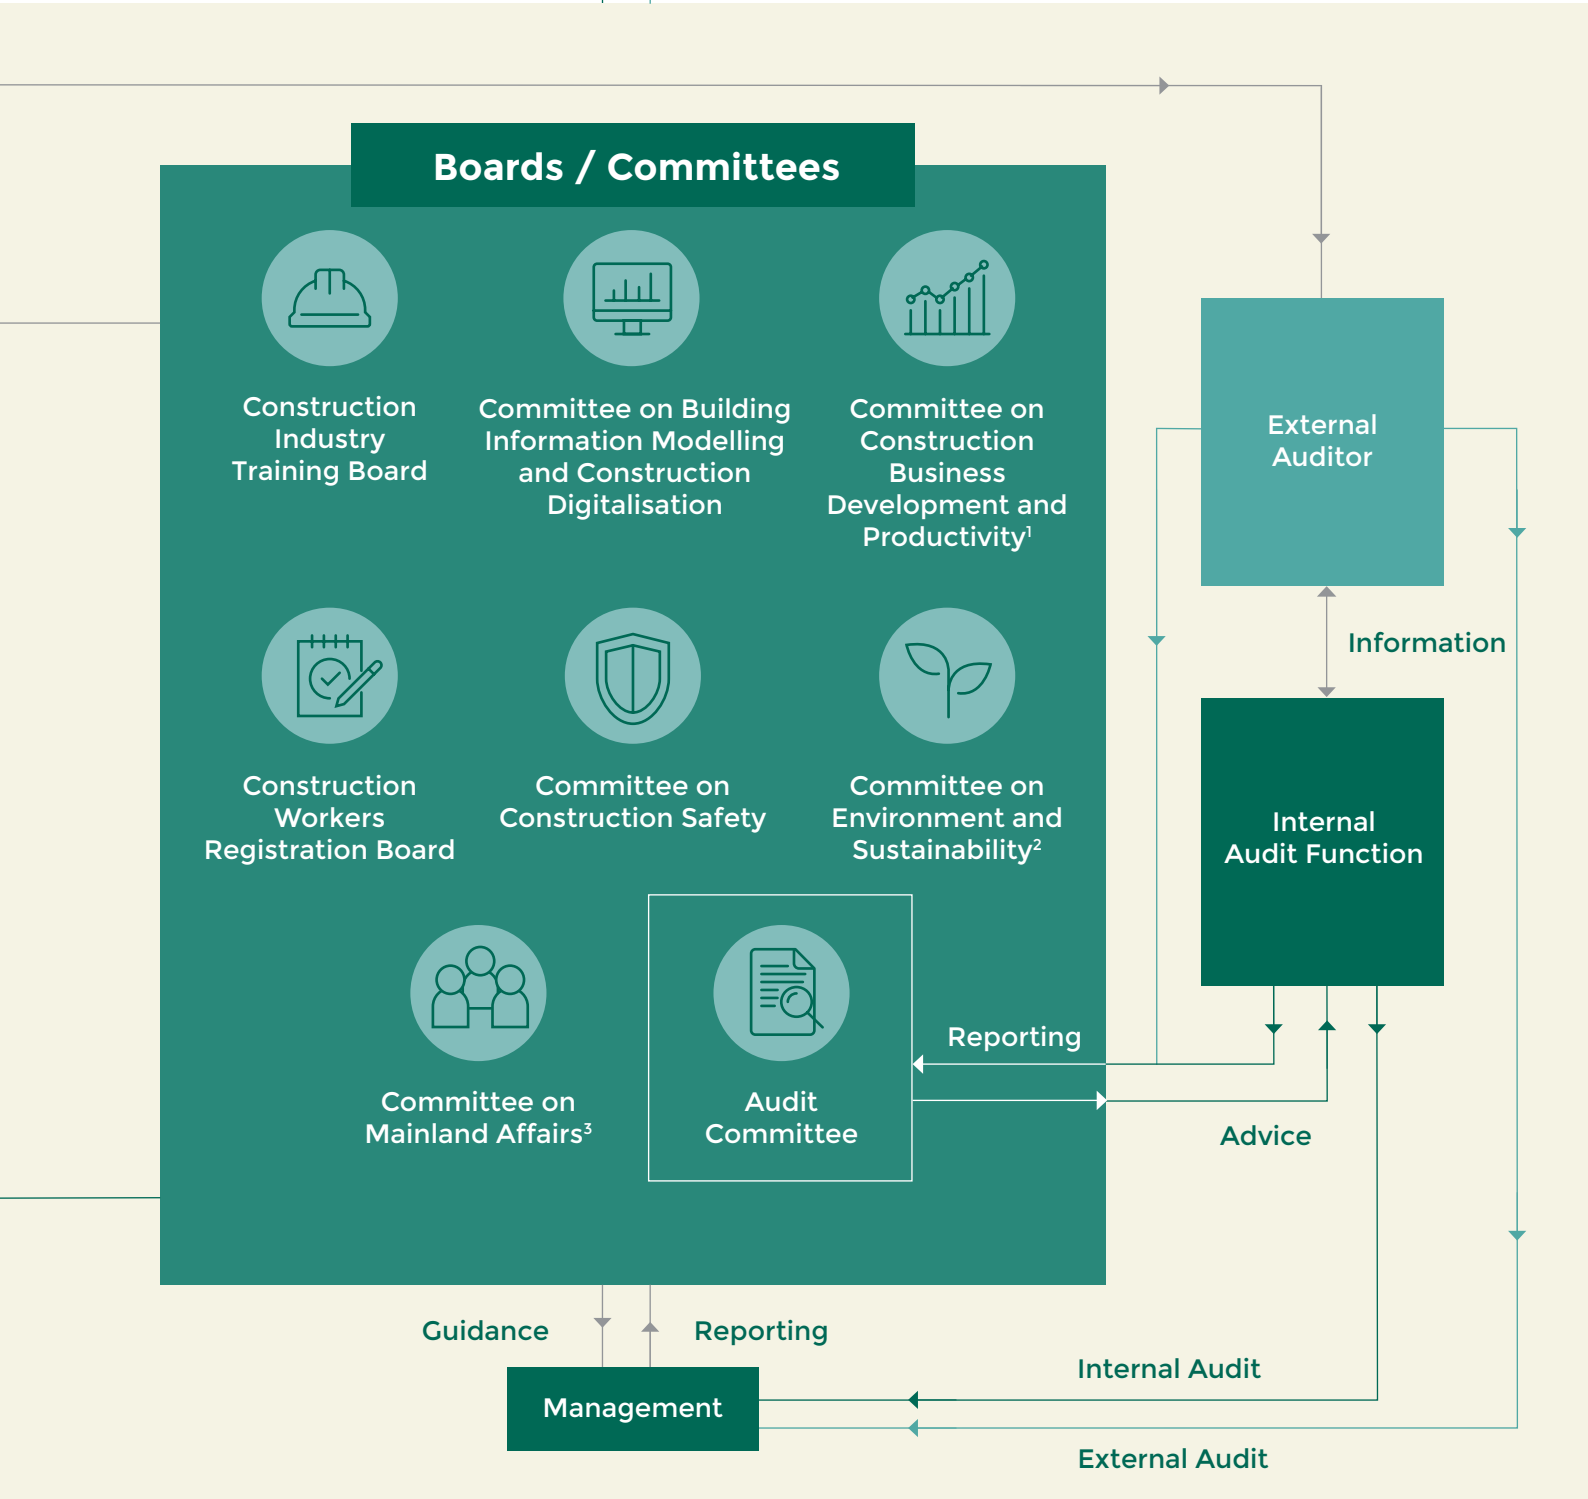 Boards / Committees
Construction
Industry
Training Board
Committee on Building
Information Modelling
and Construction
Digitalisation
Committee on
Construction
Business
Development and
Productivity¹
External
Auditor
Information
Construction
Workers
Registration Board
Committee on
Construction Safety
Committee on
Environment and
Sustainability²
Internal
Audit Function
Committee on
Mainland Affairs³
Audit
Committee
Reporting
Advice
Guidance
Reporting
Management
Internal Audit
External Audit